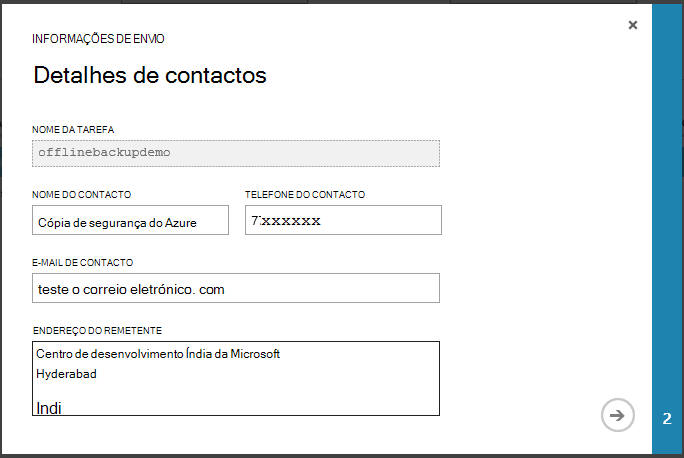 INFORMAÇÕES DE ENVIO
Detalhes de contactos
NOME DA TAREFA
offlinebackupdemo
NOME DO CONTACTO TELEFONE DO CONTACTO
Cópia de segurança do Azure 7:xxxxxx
E-MAIL DE CONTACTO
teste o correio eletrónico. com
ENDEREÇO DO REMETENTE
Centro de desenvolvimento Índia da Microsoft
Hyderabad
Indi
2